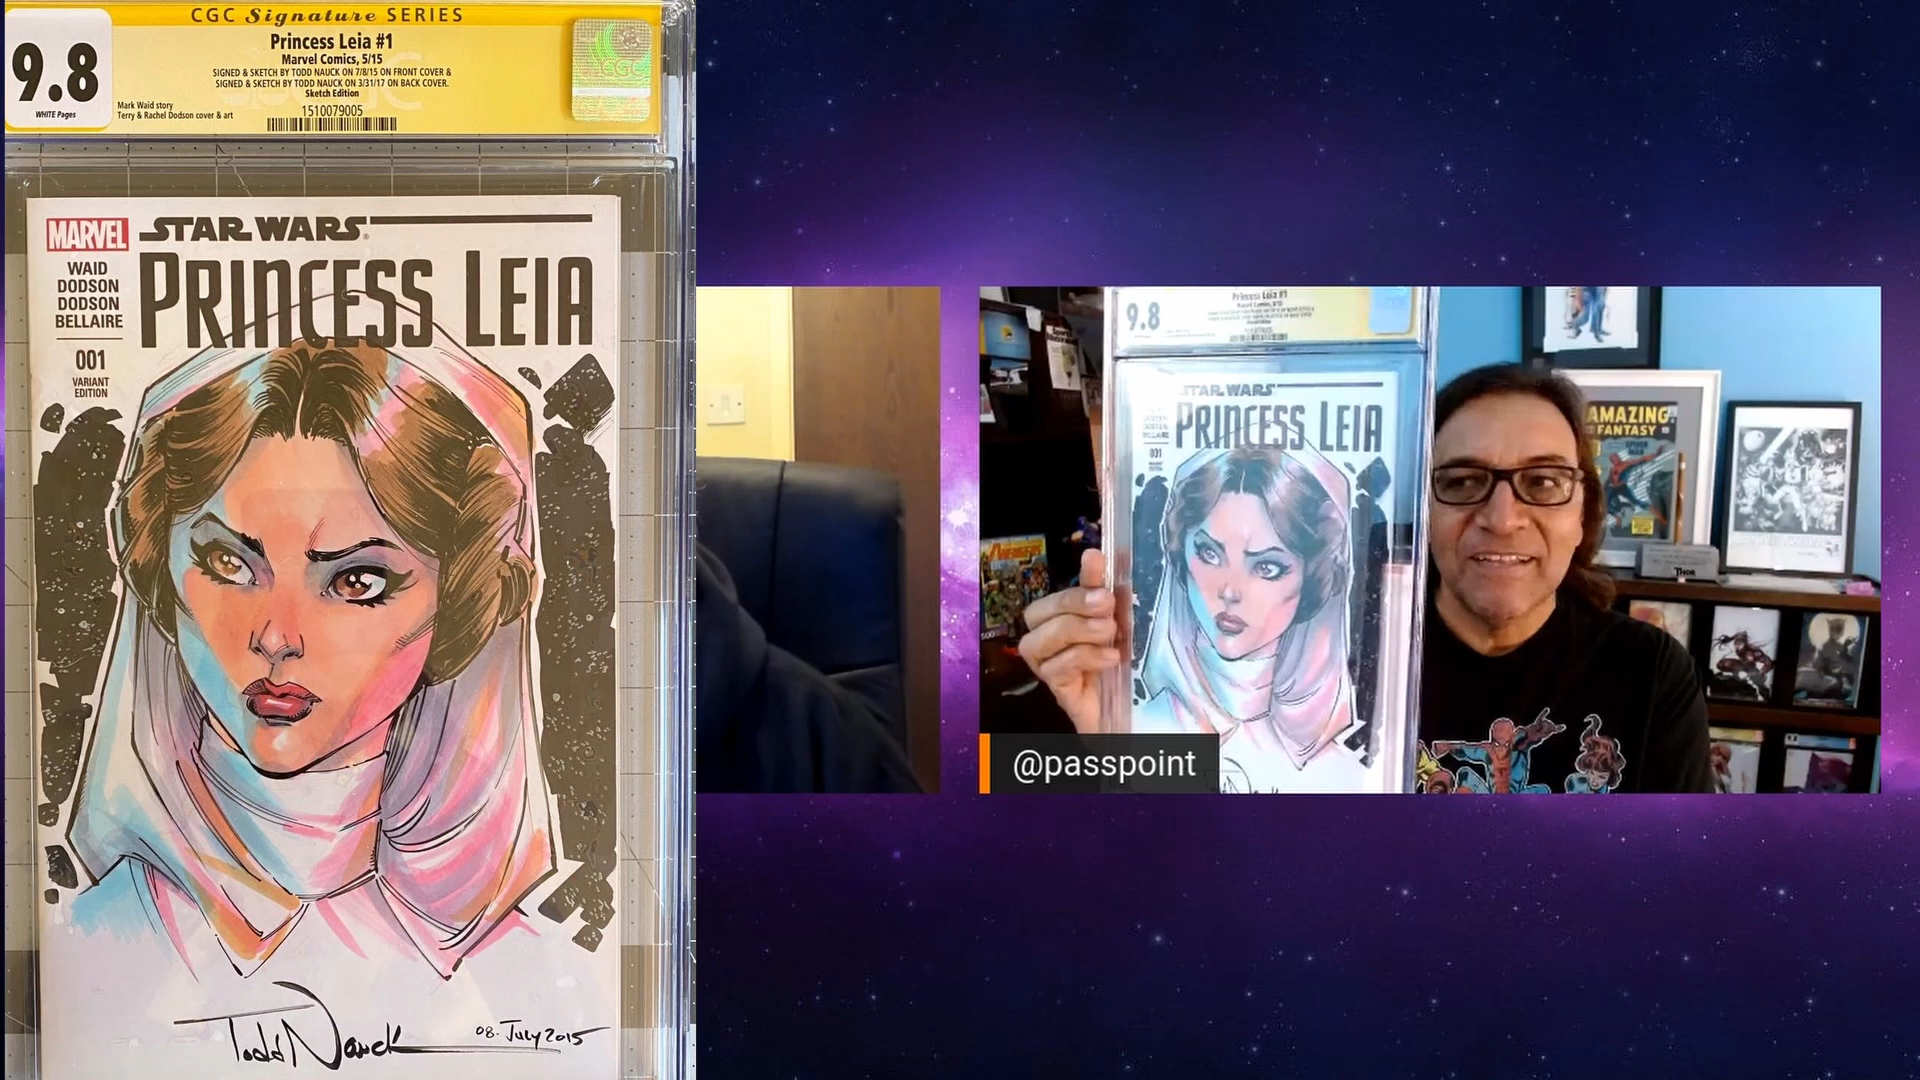 CGC Signature SERIES
9.8
WHITE Pages
Princess Leia #1
Marvel Comics, 5/15
SIGNED & SKETCH BY TODD NAUCK ON 7/8/15 ON FRONT COVER &
SIGNED & SKETCH BY TODD NAUCK ON 3/31/17 ON BACK COVER.
Sketch Edition
Mark Waid story
Terry & Rachel Dodson cover & art
1510079005
CGC
MARVEL
STAR WARS
PRINCESS LEIA
WAID
DODSON
DODSON
BELLAIRE
001
VARIANT
EDITION
Todd Nauck
08. July 2015
9.8
Princess Leia #1
STAR WARS
PRINCESS LEIA
BELLAIRE
001
@passpoint
AMAZING
FANTASY
THOR
AVENGERS